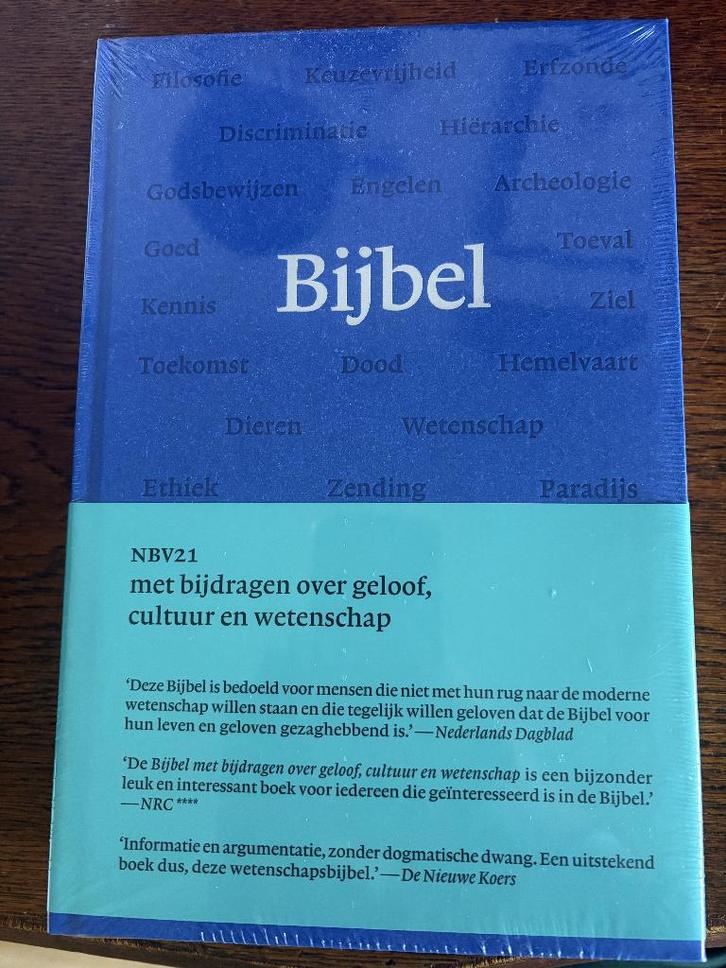 Filosofie Keuzevrijheid Erfzonde
Discriminatie Hiërarchie
Godsbewijzen Engelen Archeologie
Goed Toeval
Bijbel
Kennis Ziel
Toekomst Dood Hemelvaart
Dieren Wetenschap
Ethiek Zending Paradijs
NBV21
met bijdragen over geloof,
cultuur en wetenschap
‘Deze Bijbel is bedoeld voor mensen die niet met hun rug naar de moderne
wetenschap willen staan en die tegelijk willen geloven dat de Bijbel voor
hun leven en geloven gezaghebbend is.’ — Nederlands Dagblad
‘De Bijbel met bijdragen over geloof, cultuur en wetenschap is een bijzonder
leuk en interessant boek voor iedereen die geïnteresseerd is in de Bijbel.’
— NRC ****
‘Informatie en argumentatie, zonder dogmatische dwang. Een uitstekend
boek dus, deze wetenschapsbijbel.’ — De Nieuwe Koers